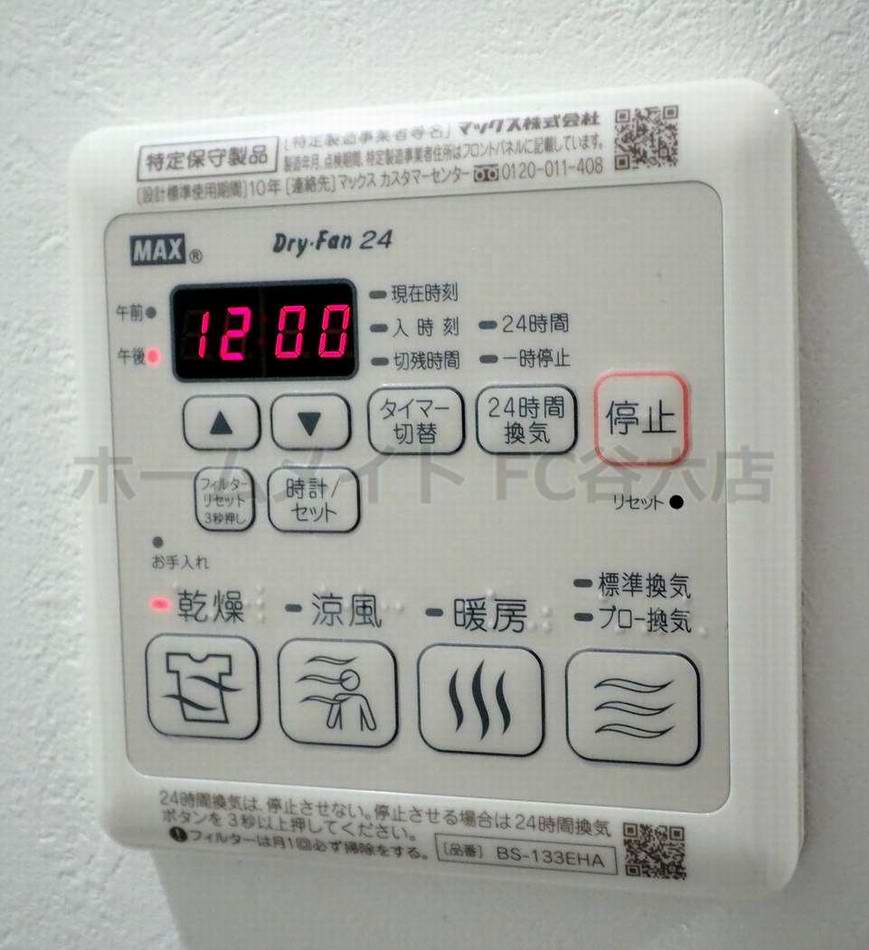 特定保守製品
[特定製造事業者等名] マックス株式会社
製造年月、点検期間、特定製造事業者住所はフロントパネルに記載しています。
[設計標準使用期間]10年 [連絡先]マックス カスタマーセンター 0120-011-408
MAX® Dry・Fan 24
午前
午後
12 00
現在時刻
入時刻
24時間
切残時間
一時停止
▲
▼
タイマー
切替
24時間
換気
停止
ホームメイト FC谷六店
フィルター
リセット
3秒押し
時計/
セット
リセット
お手入れ
乾燥
涼風
暖房
標準換気
ブロー換気
24時間換気は、停止させない。停止させる場合は24時間換気
ボタンを3秒以上押してください。
フィルターは月1回必ず掃除をする。
[品番] BS-133EHA